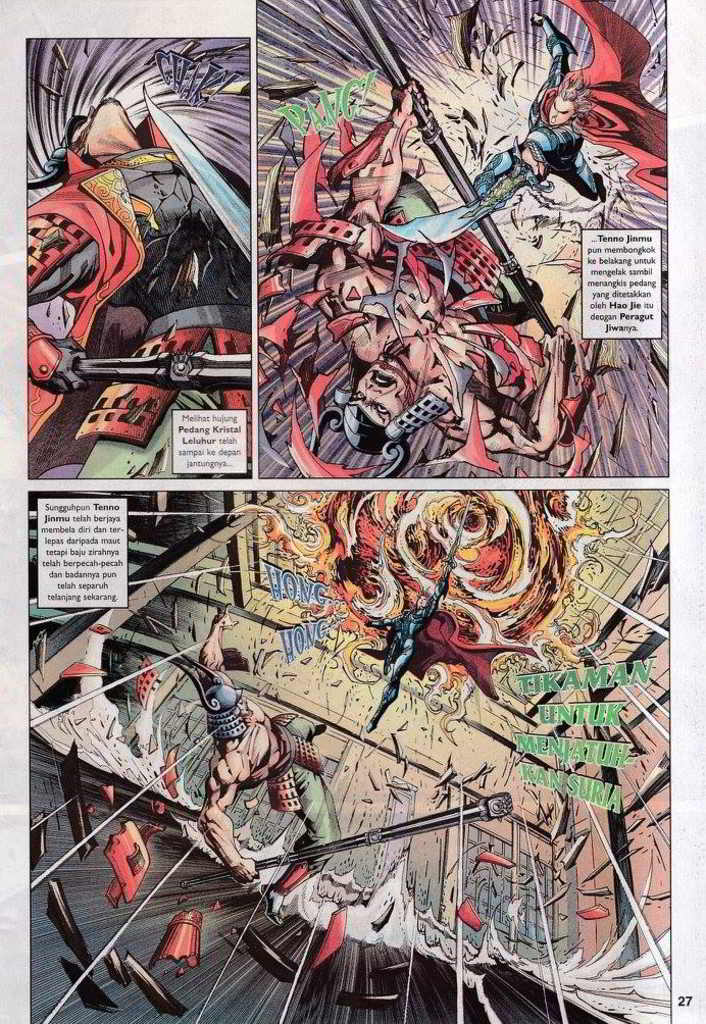 CHAK
Melihat hujung
Pedang Kristal
Leluhur telah
sampai ke depan
jantungnya...
PANG!
...Tenno Jinmu
pun membongkok
ke belakang untuk
mengelak sambil
menangkis pedang
yang ditetakkan
oleh Hao Jie itu
deogan Peragut
Jiwanya.
Sungguhpun Tenno
Jinmu telah berjaya
membela diri dan ter-
lepas daripada maut
tetapi baju zirahnya
telah berpecah-pecah
dan badannya pun
telah separuh
telanjang sekarang.
HONG...
HONG...
TIKAMAN
UNTUK
MENJATUH-
KAN SURIA
27